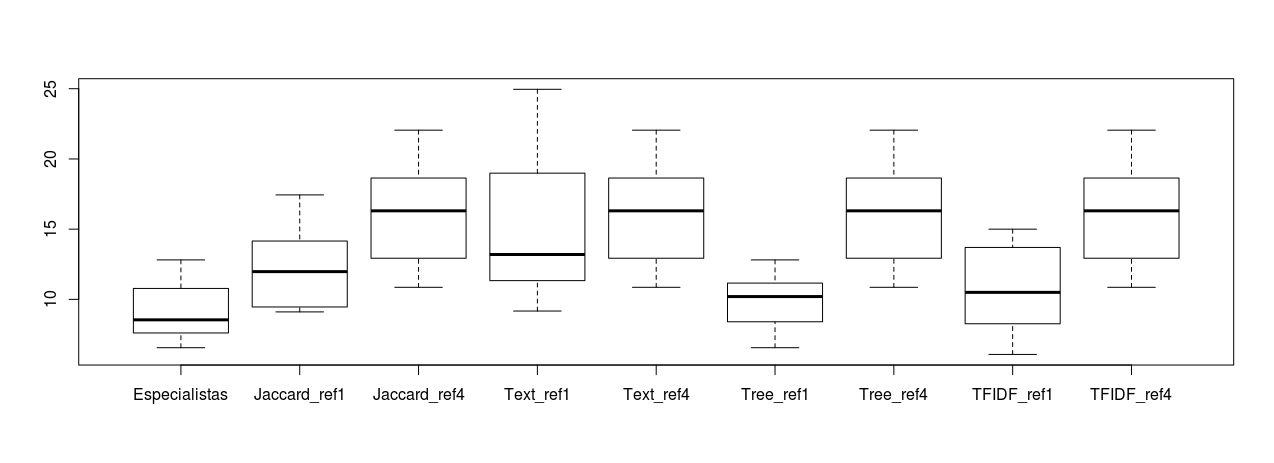 25
20
15
10
Especialistas Jaccard_ref1 Jaccard_ref4 Text_ref1 Text_ref4 Tree_ref1 Tree_ref4 TFIDF_ref1 TFIDF_ref4